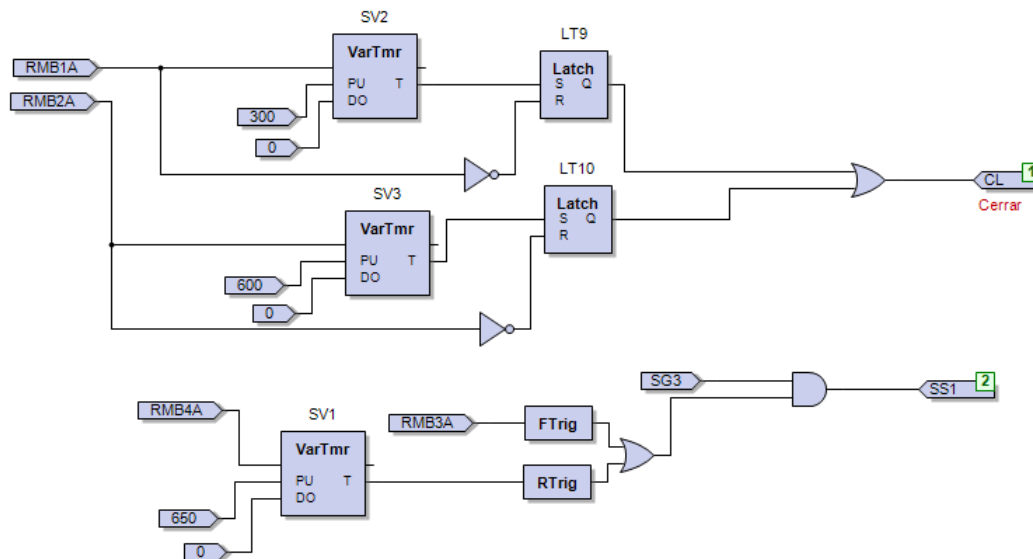 SV2
LT9
RMB1A
VarTmr
PU T
DO
Latch
S Q
R
RMB2A
300
0
SV3
LT10
VarTmr
PU T
DO
Latch
S Q
R
1
CL
Cerrar
600
0
SG3
2
SS1
RMB4A
SV1
RMB3A
FTrig
VarTmr
PU T
DO
RTrig
650
0